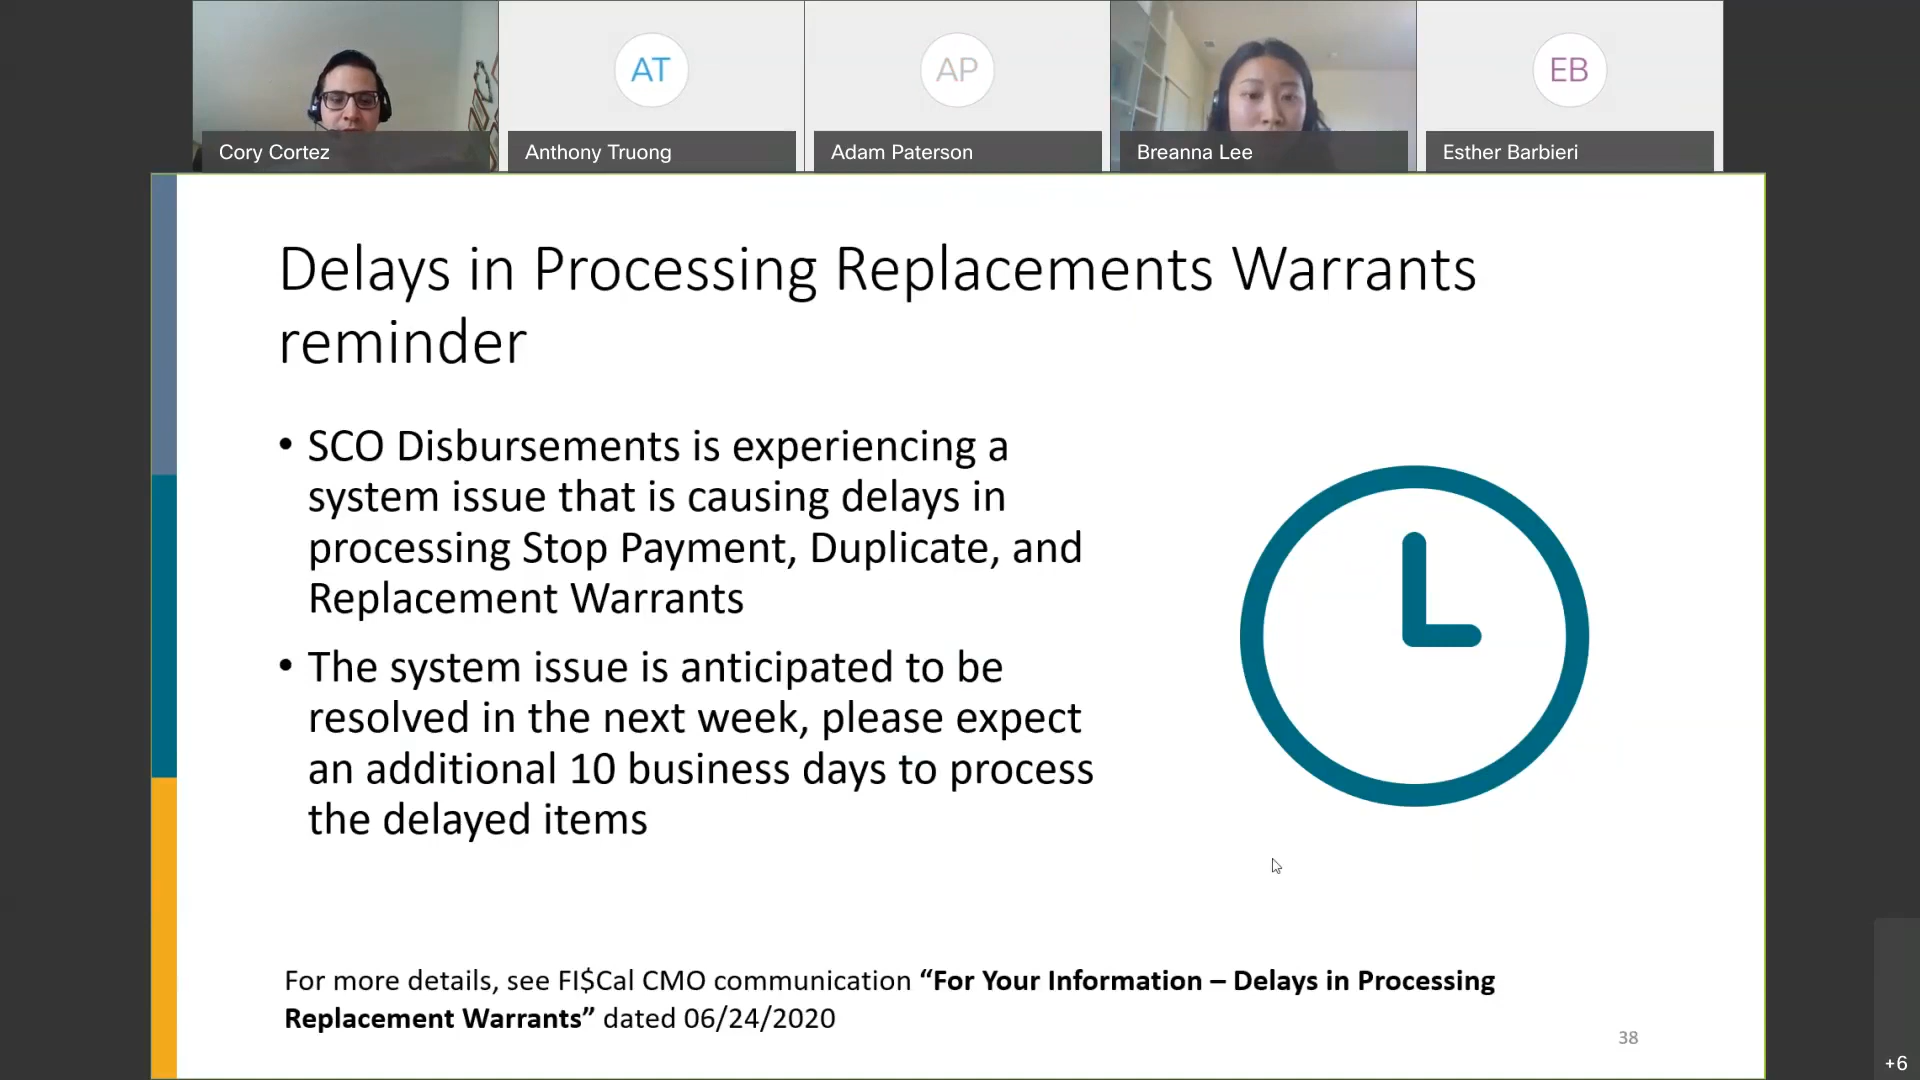 AT
AP
EB
Cory Cortez
Anthony Truong
Adam Paterson
Breanna Lee
Esther Barbieri
Delays in Processing Replacements Warrants
reminder
• SCO Disbursements is experiencing a
system issue that is causing delays in
processing Stop Payment, Duplicate, and
Replacement Warrants
• The system issue is anticipated to be
resolved in the next week, please expect
an additional 10 business days to process
the delayed items
For more details, see FI$Cal CMO communication “For Your Information – Delays in Processing
Replacement Warrants” dated 06/24/2020
38
+6